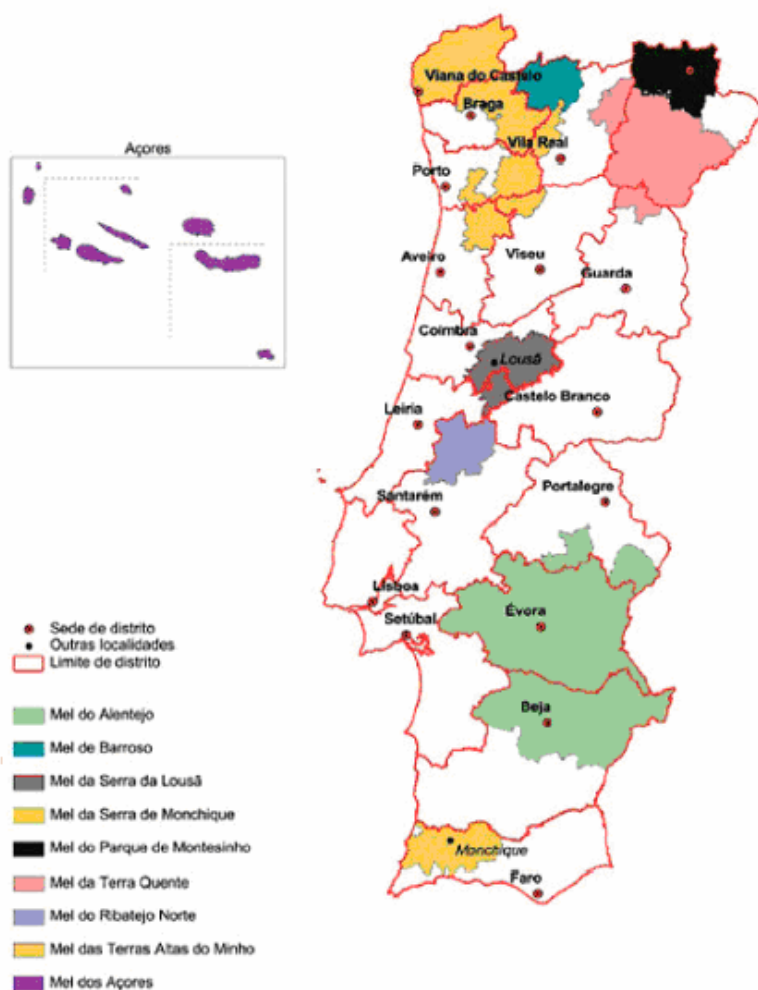 Viana do Castelo
Braga
Vila Real
Porto
Açores
Aveiro
Viseu
Guarda
Coimbra
Lousã
Castelo Branco
Leiria
Santarém
Portalegre
Lisboa
Setúbal
Évora
Beja
Monchique
Faro
Sede de distrito
Outras localidades
Limite de distrito
Mel do Alentejo
Mel de Barroso
Mel da Serra da Lousã
Mel da Serra de Monchique
Mel do Parque de Montesinho
Mel da Terra Quente
Mel do Ribatejo Norte
Mel das Terras Altas do Minho
Mel dos Açores